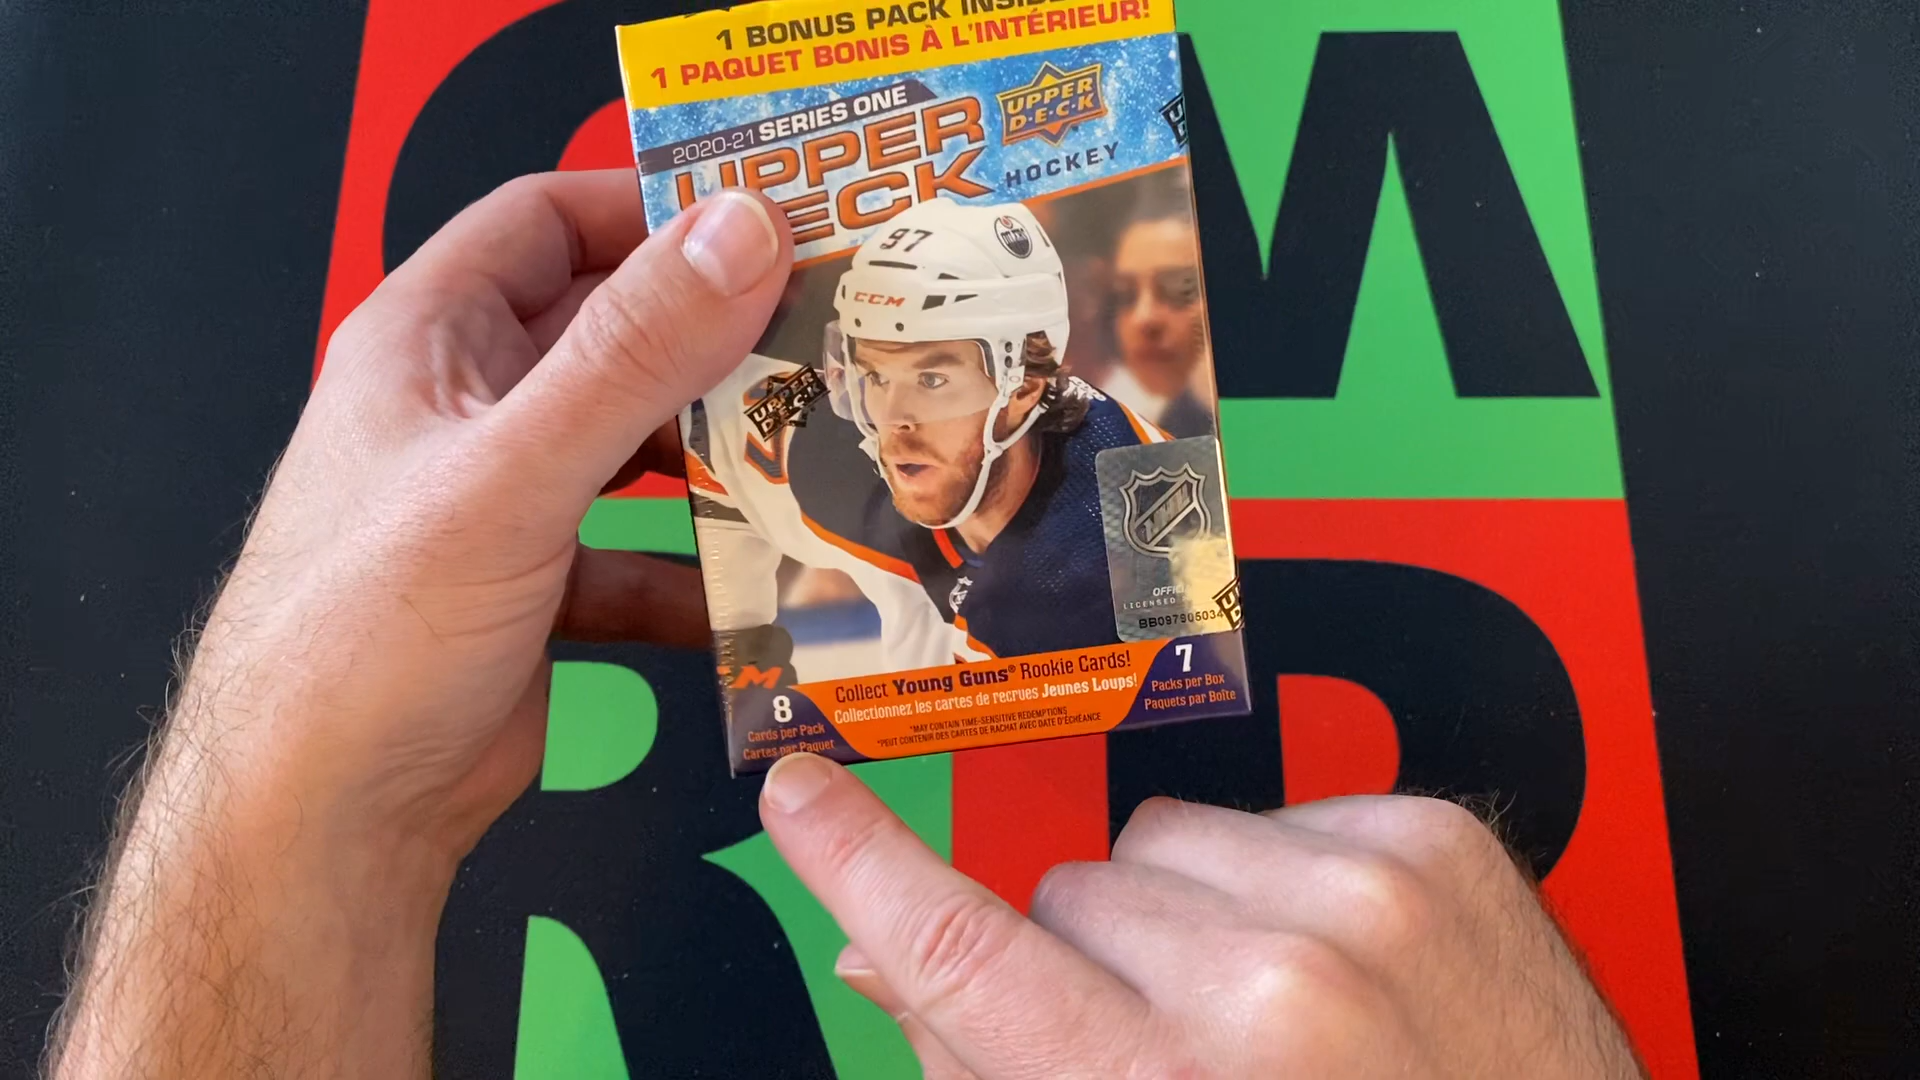 1 BONUS PACK INSIDE
1 PAQUET BONIS À L'INTÉRIEUR!
2020-21 SERIES ONE
UPPER
DECK
UPPER
D·E·C·K
HOCKEY
97
OILERS
CCM
UPPER
D·E·C·K
NHL
LICENSED
BB097905034
Collect Young Guns® Rookie Cards!
Collectionnez les cartes de recrues Jeunes Loups!
*MAY CONTAIN TIME-SENSITIVE REDEMPTIONS
*PEUT CONTENIR DES CARTES DE RACHAT AVEC DATE D'ÉCHÉANCE
8
Cards per Pack
Cartes par Paquet
7
Packs per Box
Paquets par Boîte